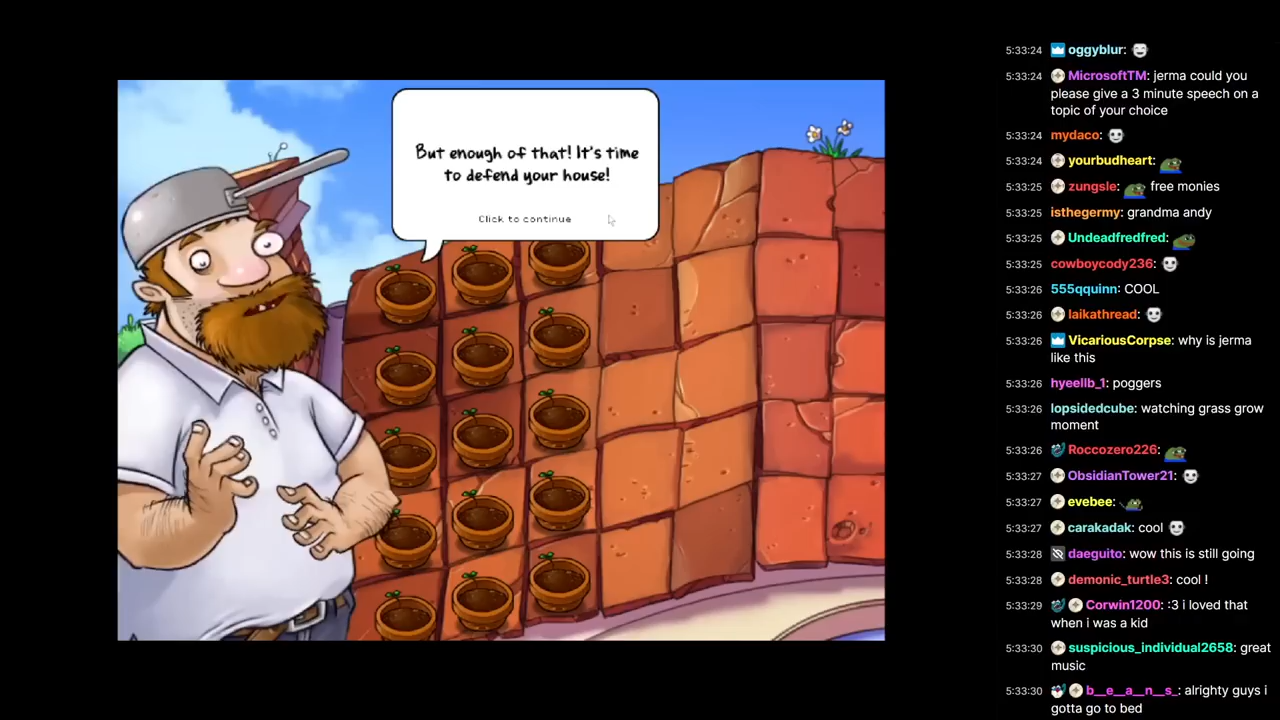 But enough of that! It's time
to defend your house!
Click to continue
5:33:24 oggyblur:
5:33:24 MicrosoftTM: jerma could you
please give a 3 minute speech on a
topic of your choice
5:33:24 mydaco:
5:33:24 yourbudheart:
5:33:25 zungsle: free monies
5:33:25 isthegermy: grandma andy
5:33:25 Undeadfredfred:
5:33:25 cowboycody236:
5:33:26 555qquinn: COOL
5:33:26 laikathread:
5:33:26 VicariousCorpse: why is jerma
like this
5:33:26 hyeelib_1: poggers
5:33:26 lopsidedcube: watching grass grow
moment
5:33:26 Roccozero226:
5:33:27 ObsidianTower21:
5:33:27 evebee:
5:33:27 carakadak: cool
5:33:28 daeguito: wow this is still going
5:33:28 demonic_turtle3: cool !
5:33:29 Corwin1200: :3 i loved that
when i was a kid
5:33:30 suspicious_individual2658: great
music
5:33:30 b__e__a__n__s_: alrighty guys i
gotta go to bed